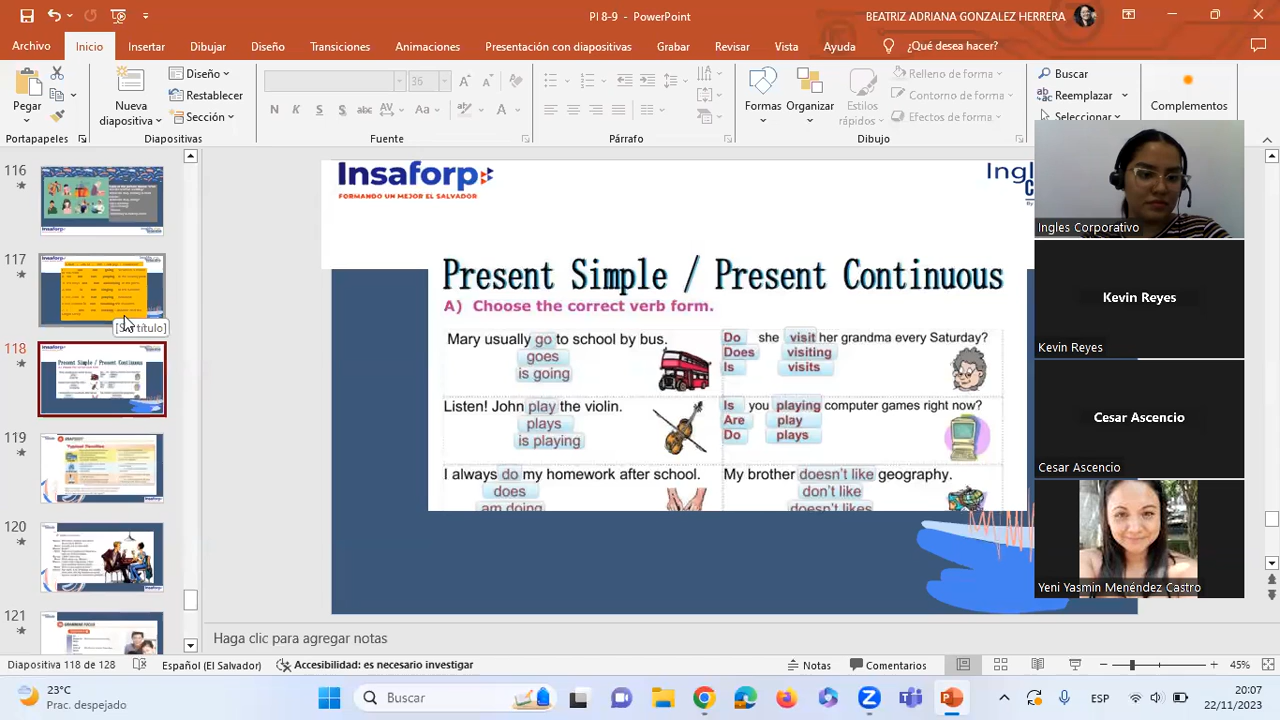 PI 8-9 - PowerPoint
BEATRIZ ADRIANA GONZALEZ HERRERA
Archivo Inicio Insertar Dibujar Diseño Transiciones Animaciones Presentación con diapositivas Grabar Revisar Vista Ayuda ¿Qué desea hacer?
Pegar
Nueva diapositiva
Diseño
Restablecer
Sección
36
N K S abc AV Aa A
Formas Organizar Estilos rápidos
Relleno de forma
Contorno de forma
Efectos de forma
Buscar
Reemplazar
Seleccionar
Complementos
Portapapeles Diapositivas Fuente Párrafo Dibujo
116
117
[Sin título]
118
119
120
121
Insaforp
FORMANDO UN MEJOR EL SALVADOR
Present Simple / Present Continuous
A) Choose the correct verb form.
Mary usually go to school by bus.
goes
is going
Do she visit her grandma every Saturday?
Does visiting
Is visits
Listen! John play the violin.
plays
is playing
Is you playing computer games right now?
Are play
Do plays
I always do my homework after school.
does
am doing
My brother doesn't like geography.
don't like
doesn't likes
Ingles Corporativo
Kevin Reyes
Kevin Reyes
Cesar Ascencio
Cesar Ascencio
Yeni Yasmin Menéndez Castro
Haga clic para agregar notas
Diapositiva 118 de 128 Español (El Salvador) Accesibilidad: es necesario investigar Notas Comentarios 45%
23°C
Prac. despejado
Buscar
ESP
20:07
22/11/2023